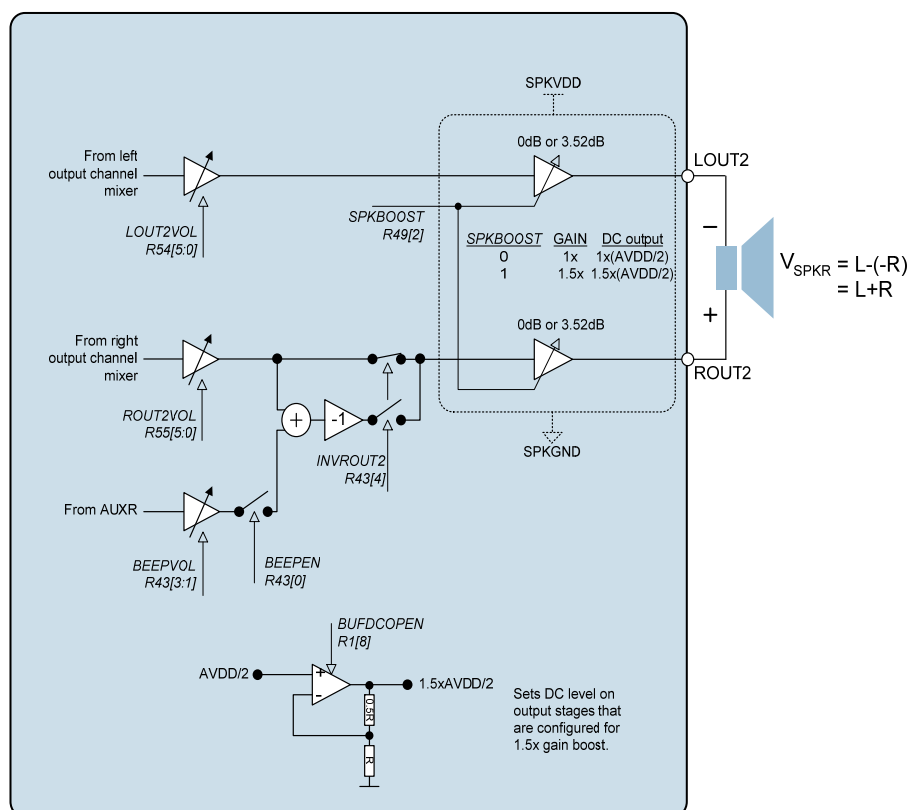 SPKVDD
0dB or 3.52dB
From left
output channel
mixer
LOUT2
LOUT2VOL
R54[5:0]
SPKBOOST
R49[2]
SPKBOOST GAIN DC output
0 1x 1x(AVDD/2)
1 1.5x 1.5x(AVDD/2)
−
+
VSPKR = L-(-R)
= L+R
0dB or 3.52dB
From right
output channel
mixer
ROUT2
ROUT2VOL
R55[5:0]
+
-1
INVROUT2
R43[4]
SPKGND
From AUXR
BEEPVOL
R43[3:1]
BEEPEN
R43[0]
BUFDCOPEN
R1[8]
AVDD/2
+
-
1.5xAVDD/2
0.5R
R
Sets DC level on
output stages that
are configured for
1.5x gain boost.